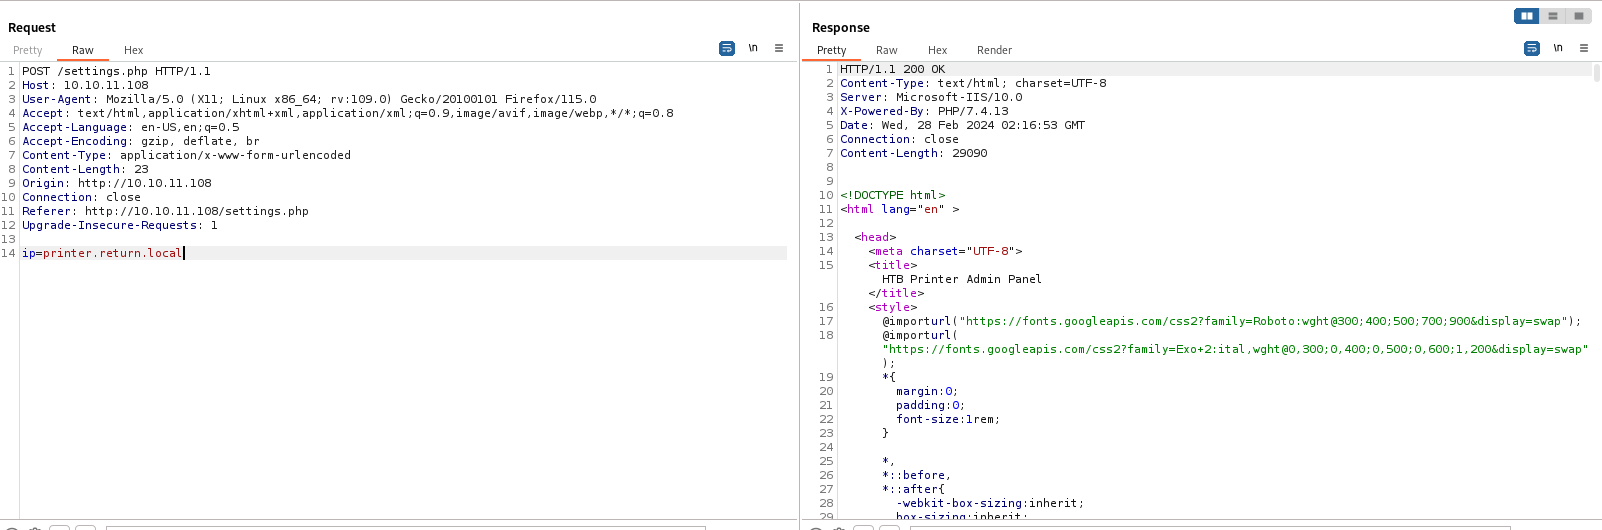 Request
Pretty Raw Hex
\n
1 POST /settings.php HTTP/1.1
2 Host: 10.10.11.108
3 User-Agent: Mozilla/5.0 (X11; Linux x86_64; rv:109.0) Gecko/20100101 Firefox/115.0
4 Accept: text/html,application/xhtml+xml,application/xml;q=0.9,image/avif,image/webp,*/*;q=0.8
5 Accept-Language: en-US,en;q=0.5
6 Accept-Encoding: gzip, deflate, br
7 Content-Type: application/x-www-form-urlencoded
8 Content-Length: 23
9 Origin: http://10.10.11.108
10 Connection: close
11 Referer: http://10.10.11.108/settings.php
12 Upgrade-Insecure-Requests: 1
13
14 ip=printer.return.local
Response
Pretty Raw Hex Render
\n
1 HTTP/1.1 200 OK
2 Content-Type: text/html; charset=UTF-8
3 Server: Microsoft-IIS/10.0
4 X-Powered-By: PHP/7.4.13
5 Date: Wed, 28 Feb 2024 02:16:53 GMT
6 Connection: close
7 Content-Length: 29090
8
9
10 <!DOCTYPE html>
11 <html lang="en" >
12
13 <head>
14 <meta charset="UTF-8">
15 <title>
HTB Printer Admin Panel
</title>
16 <style>
17 @importurl("https://fonts.googleapis.com/css2?family=Roboto:wght@300;400;500;700;900&display=swap");
18 @importurl(
"https://fonts.googleapis.com/css2?family=Exo+2:ital,wght@0,300;0,400;0,500;0,600;1,200&display=swap"
);
19 *{
20 margin:0;
21 padding:0;
22 font-size:1rem;
23 }
24
25 *,
26 *::before,
27 *::after{
28 -webkit-box-sizing:inherit;
29 box-sizing:inherit;